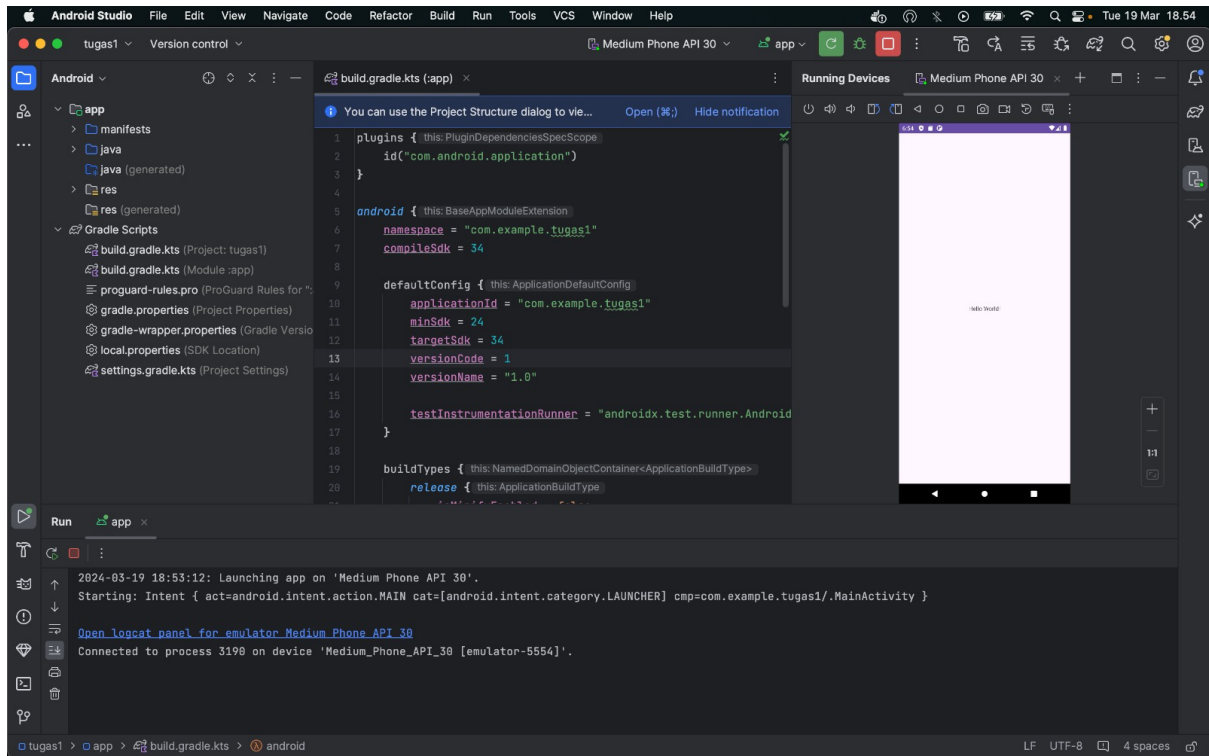 Android Studio File Edit View Navigate Code Refactor Build Run Tools VCS Window Help Tue 19 Mar 18.54
tugas1 Version control Medium Phone API 30 app
Android
build.gradle.kts (:app)
Running Devices Medium Phone API 30
app
manifests
java
java (generated)
res
res (generated)
Gradle Scripts
build.gradle.kts (Project: tugas1)
build.gradle.kts (Module :app)
proguard-rules.pro (ProGuard Rules for ":
gradle.properties (Project Properties)
gradle-wrapper.properties (Gradle Versio
local.properties (SDK Location)
settings.gradle.kts (Project Settings)
You can use the Project Structure dialog to vie... Open (⌘;) Hide notification
1 plugins { this: PluginDependenciesSpecScope
2 id("com.android.application")
3 }
4
5 android { this: BaseAppModuleExtension
6 namespace = "com.example.tugas1"
7 compileSdk = 34
8
9 defaultConfig { this: ApplicationDefaultConfig
10 applicationId = "com.example.tugas1"
11 minSdk = 24
12 targetSdk = 34
13 versionCode = 1
14 versionName = "1.0"
15
16 testInstrumentationRunner = "androidx.test.runner.Android
17 }
18
19 buildTypes { this: NamedDomainObjectContainer<ApplicationBuildType>
20 release { this: ApplicationBuildType
6:54
Hello World!
1:1
Run app
2024-03-19 18:53:12: Launching app on 'Medium Phone API 30'.
Starting: Intent { act=android.intent.action.MAIN cat=[android.intent.category.LAUNCHER] cmp=com.example.tugas1/.MainActivity }
Open logcat panel for emulator Medium Phone API 30
Connected to process 3190 on device 'Medium_Phone_API_30 [emulator-5554]'.
tugas1 > app > build.gradle.kts > android LF UTF-8 4 spaces